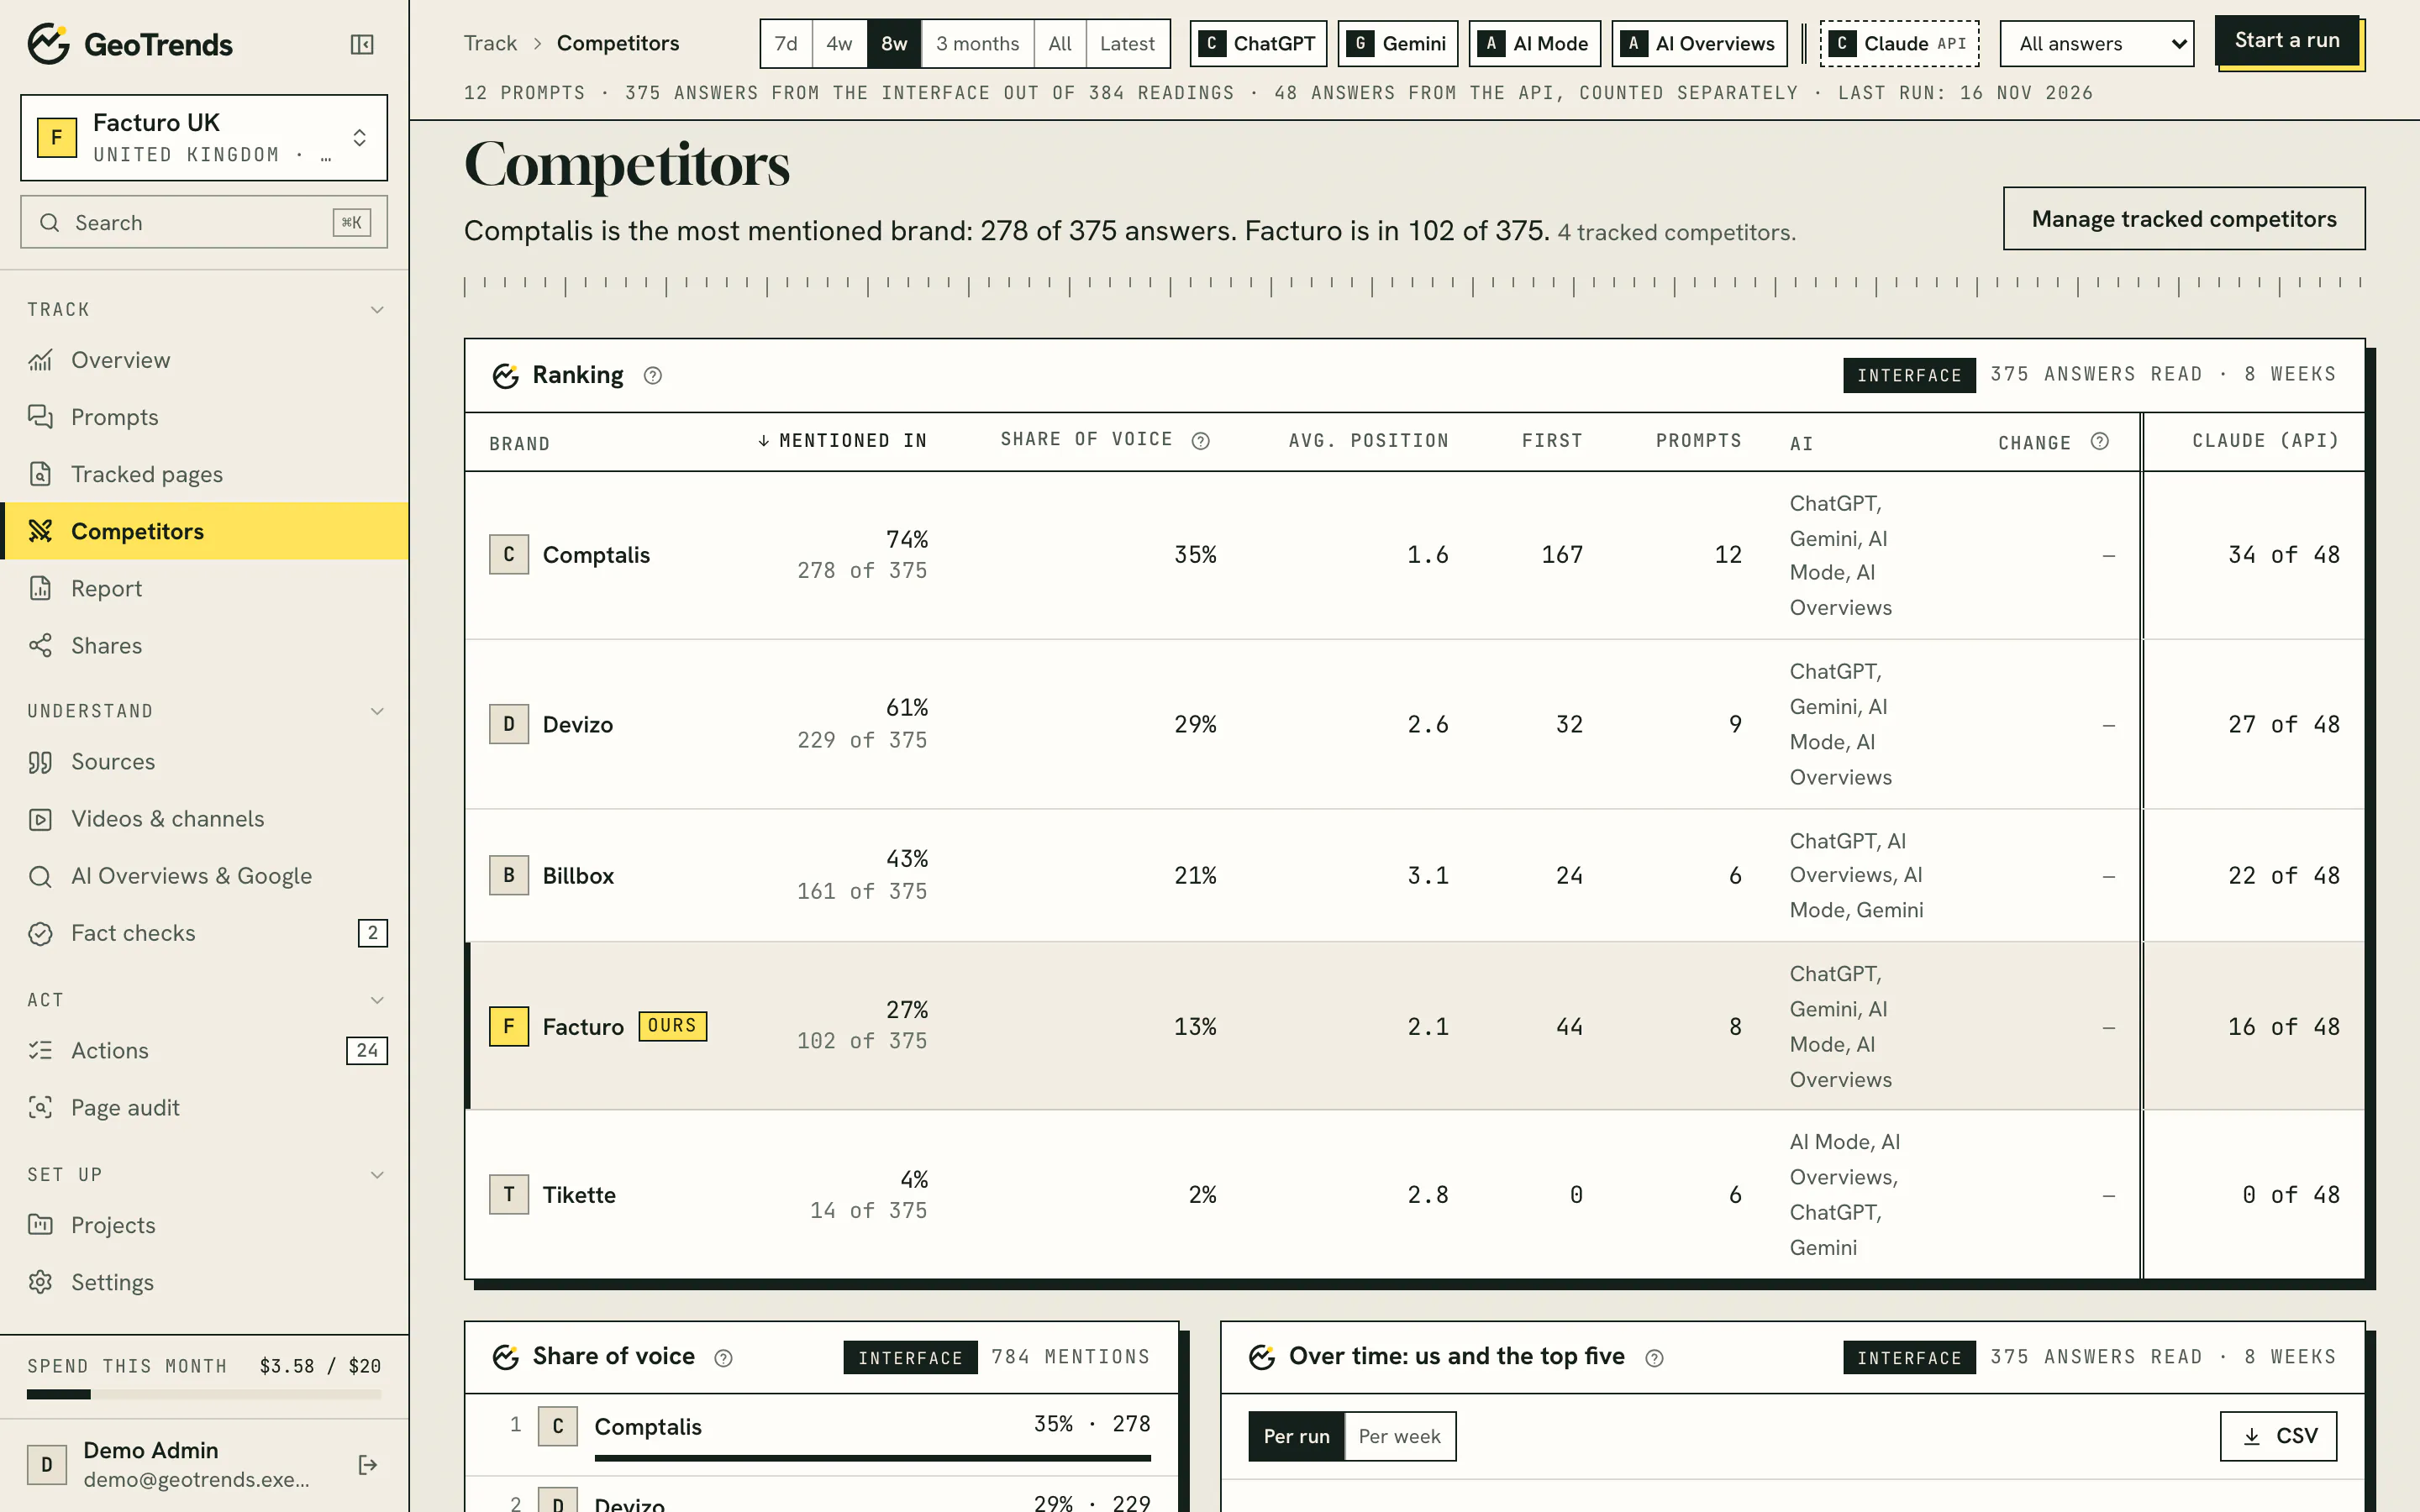 GeoTrends
F
Facturo UK
UNITED KINGDOM · …
Search
⌘K
TRACK
Overview
Prompts
Tracked pages
Competitors
Report
Shares
UNDERSTAND
Sources
Videos & channels
AI Overviews & Google
Fact checks
2
ACT
Actions
24
Page audit
SET UP
Projects
Settings
SPEND THIS MONTH $3.58 / $20
D
Demo Admin
demo@geotrends.exe...
Track > Competitors
7d 4w 8w 3 months All Latest
C ChatGPT G Gemini A AI Mode A AI Overviews C Claude API
All answers
Start a run
12 PROMPTS · 375 ANSWERS FROM THE INTERFACE OUT OF 384 READINGS · 48 ANSWERS FROM THE API, COUNTED SEPARATELY · LAST RUN: 16 NOV 2026
Competitors
Comptalis is the most mentioned brand: 278 of 375 answers. Facturo is in 102 of 375. 4 tracked competitors.
Manage tracked competitors
Ranking ?
INTERFACE 375 ANSWERS READ · 8 WEEKS
BRAND ↓ MENTIONED IN SHARE OF VOICE ? AVG. POSITION FIRST PROMPTS AI CHANGE ? CLAUDE (API)
C Comptalis
74%
278 of 375
35% 1.6 167 12
ChatGPT,
Gemini, AI
Mode, AI
Overviews
– 34 of 48
D Devizo
61%
229 of 375
29% 2.6 32 9
ChatGPT,
Gemini, AI
Mode, AI
Overviews
– 27 of 48
B Billbox
43%
161 of 375
21% 3.1 24 6
ChatGPT, AI
Overviews, AI
Mode, Gemini
– 22 of 48
F Facturo OURS
27%
102 of 375
13% 2.1 44 8
ChatGPT,
Gemini, AI
Mode, AI
Overviews
– 16 of 48
T Tikette
4%
14 of 375
2% 2.8 0 6
AI Mode, AI
Overviews,
ChatGPT,
Gemini
– 0 of 48
Share of voice ?
INTERFACE 784 MENTIONS
1 C Comptalis 35% · 278
2 D Devizo 29% · 229
Over time: us and the top five ?
INTERFACE 375 ANSWERS READ · 8 WEEKS
Per run Per week
CSV